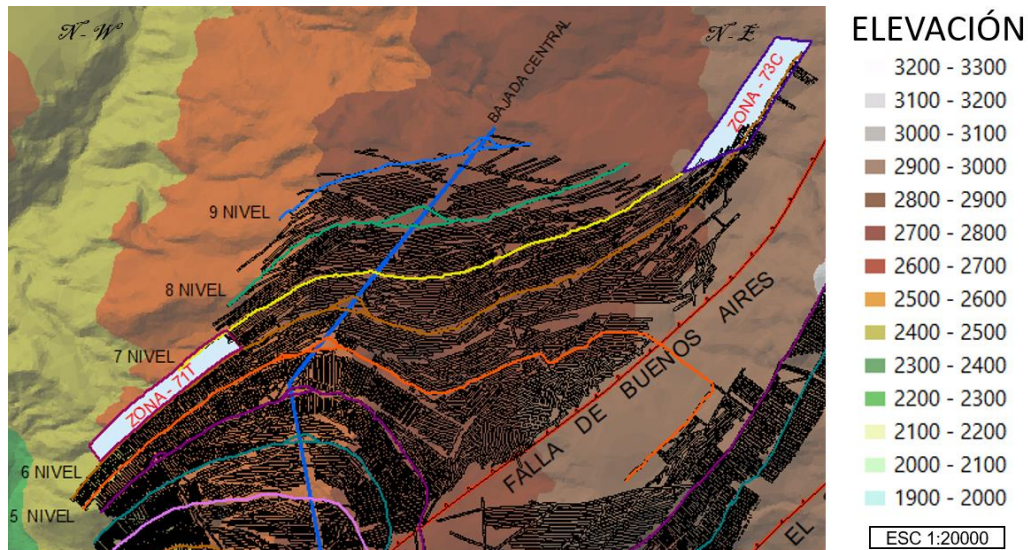 N-Wº
N-E
BAJADA CENTRAL
ZONA - 73C
9 NIVEL
8 NIVEL
7 NIVEL
ZONA - 71T
6 NIVEL
5 NIVEL
FALLA DE BUENOS AIRES
EL
ELEVACIÓN
3200 - 3300
3100 - 3200
3000 - 3100
2900 - 3000
2800 - 2900
2700 - 2800
2600 - 2700
2500 - 2600
2400 - 2500
2300 - 2400
2200 - 2300
2100 - 2200
2000 - 2100
1900 - 2000
ESC 1:20000